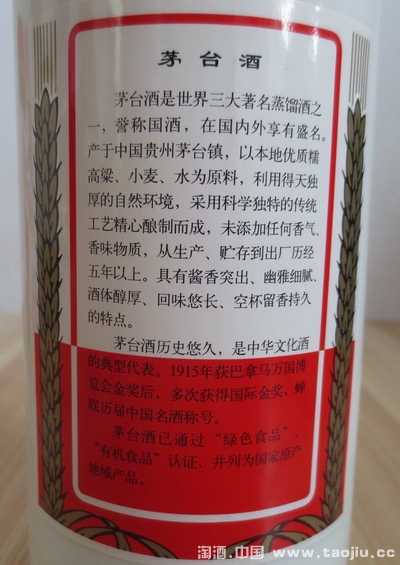 茅台酒
茅台酒是世界三大著名蒸馏酒之
一，誉称国酒，在国内外享有盛名。
产于中国贵州茅台镇，以本地优质糯
高粱、小麦、水为原料，利用得天独
厚的自然环境，采用科学独特的传统
工艺精心酿制而成，未添加任何香气、
香味物质，从生产、贮存到出厂历经
五年以上。具有酱香突出、幽雅细腻、
酒体醇厚、回味悠长、空杯留香持久
的特点。
茅台酒历史悠久，是中华文化酒
的典型代表。1915年获巴拿马万国博
览会金奖后，多次获得国际金奖，蝉
联历届中国名酒称号。
茅台酒已通过“绿色食品”、
“有机食品”认证、并列为国家原产
地域产品。
淘酒.中国 www.taojiu.cc